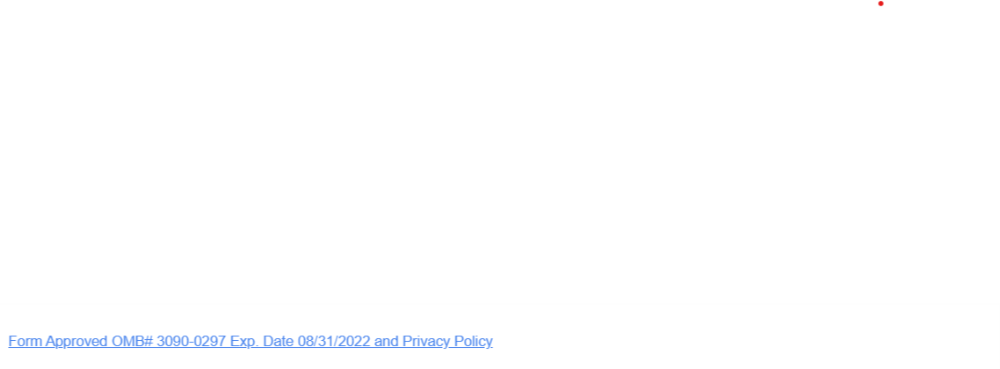 Form Approved OMB# 3090-0297 Exp. Date 08/31/2022 and Privacy Policy